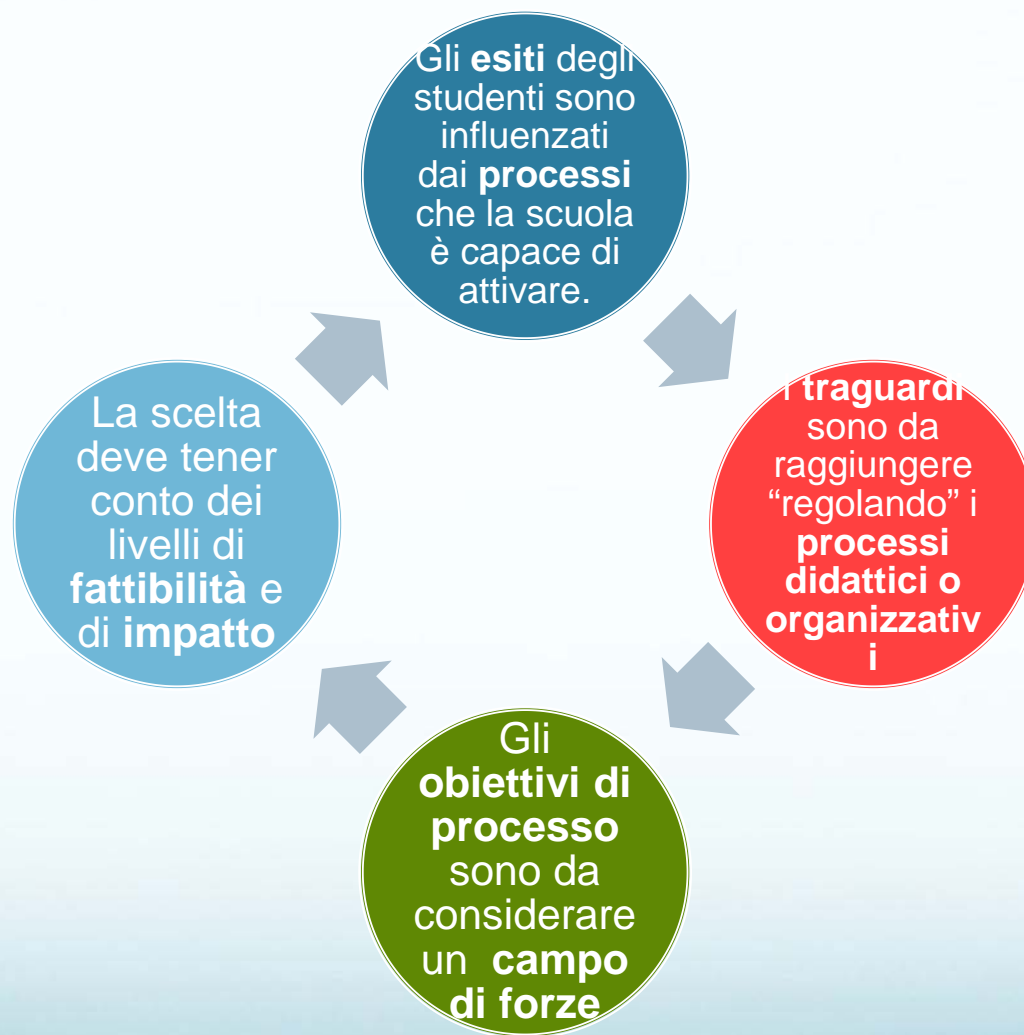 Gli esiti degli
studenti sono
influenzati
dai processi
che la scuola
è capace di
attivare.
I traguardi
sono da
raggiungere
“regolando” i
processi
didattici o
organizzativ
i
Gli
obiettivi di
processo
sono da
considerare
un campo
di forze
La scelta
deve tener
conto dei
livelli di
fattibilità e
di impatto